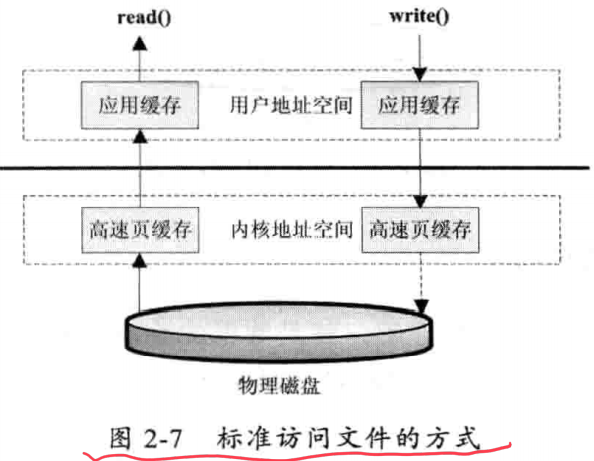 read() write()
应用缓存 用户地址空间 应用缓存
高速页缓存 内核地址空间 高速页缓存
物理磁盘
图 2-7 标准访问文件的方式